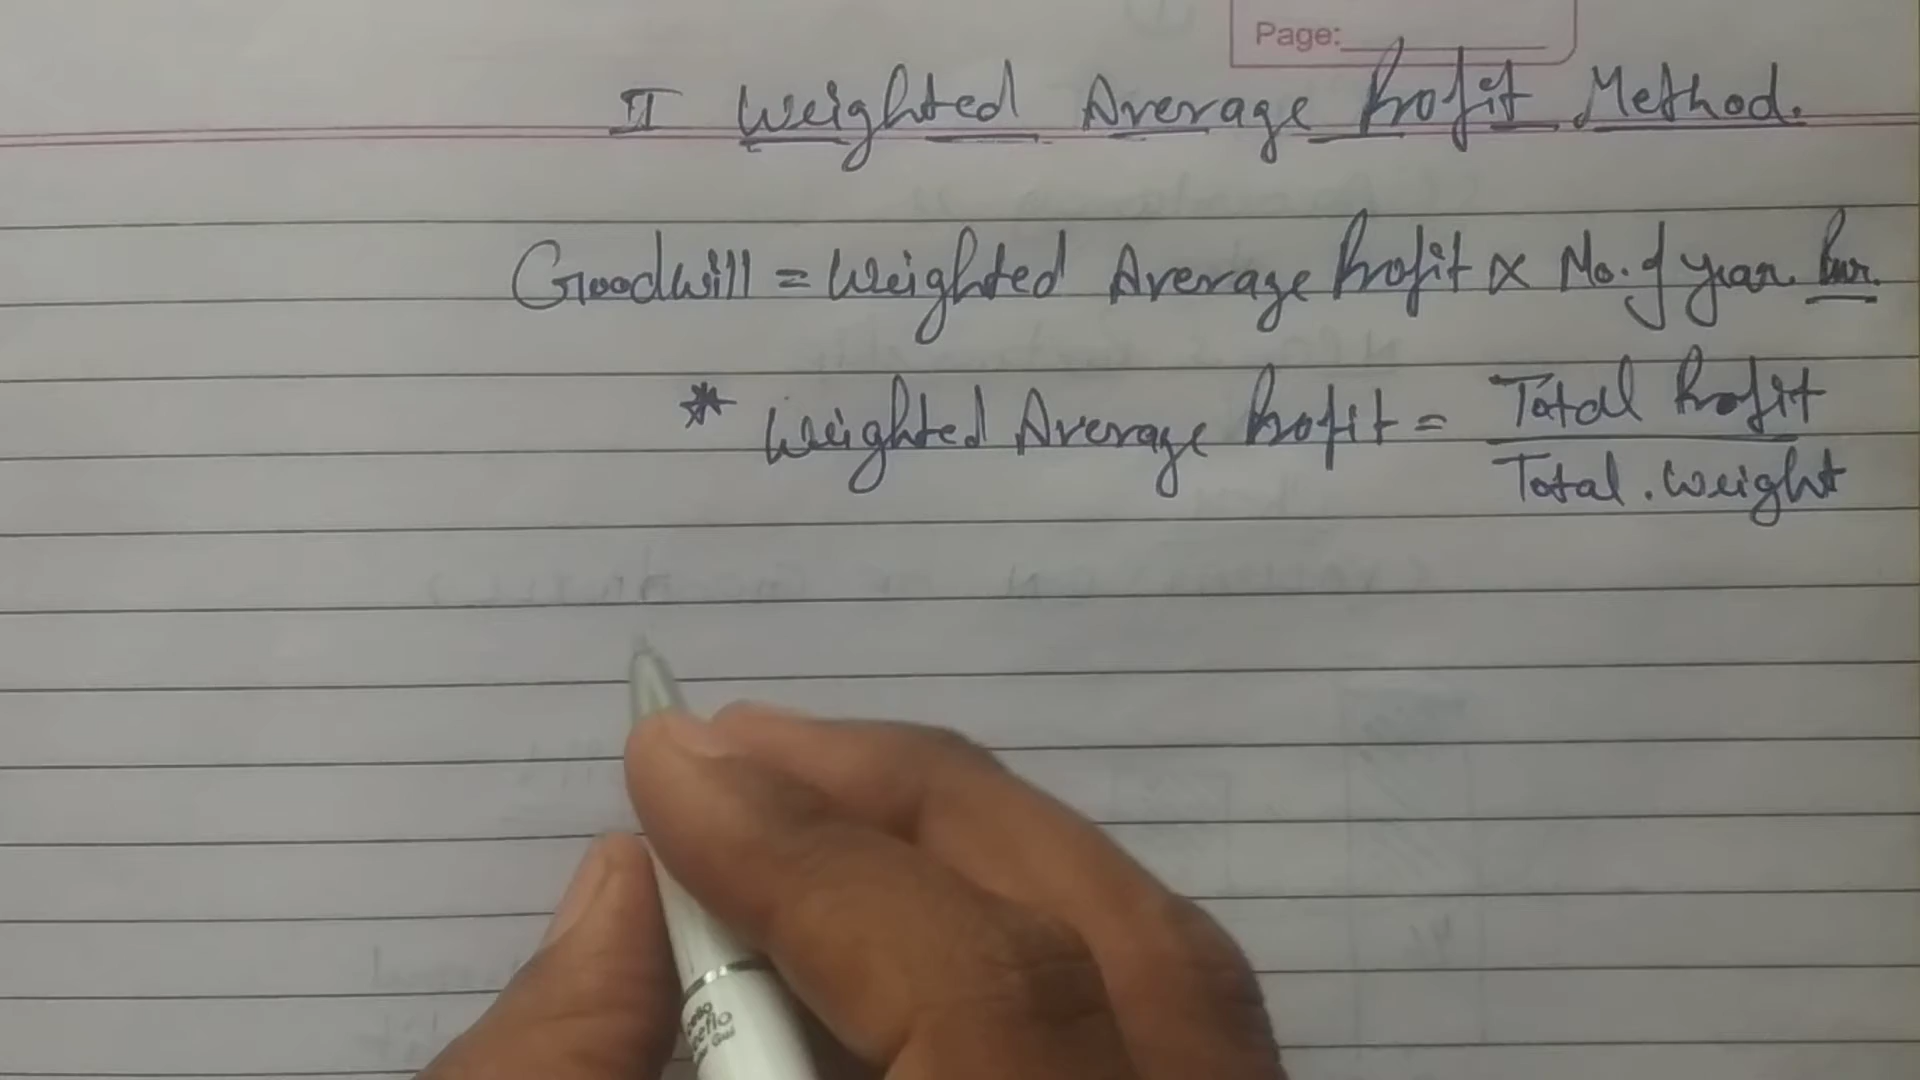 Page:
II Weighted Average Profit Method.
Goodwill = Weighted Average Profit × No. of year Pur.
* Weighted Average Profit = Total Profit
Total. weight